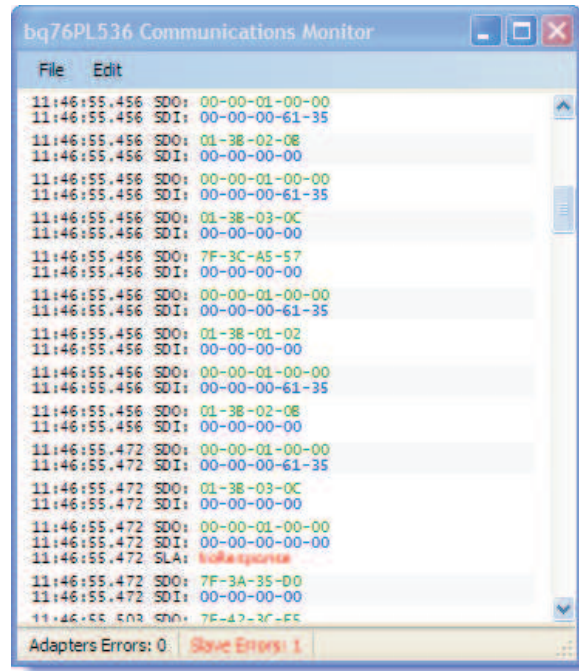 bq76PL536 Communications Monitor
File Edit
11:46:55.456 SDO: 00-00-01-00-00
11:46:55.456 SDI: 00-00-00-61-35
11:46:55.456 SDO: 01-3B-02-0B
11:46:55.456 SDI: 00-00-00-00
11:46:55.456 SDO: 00-00-01-00-00
11:46:55.456 SDI: 00-00-00-61-35
11:46:55.456 SDO: 01-3B-03-0C
11:46:55.456 SDI: 00-00-00-00
11:46:55.456 SDO: 7F-3C-A5-57
11:46:55.456 SDI: 00-00-00-00
11:46:55.456 SDO: 00-00-01-00-00
11:46:55.456 SDI: 00-00-00-61-35
11:46:55.456 SDO: 01-3B-01-02
11:46:55.456 SDI: 00-00-00-00
11:46:55.456 SDO: 00-00-01-00-00
11:46:55.456 SDI: 00-00-00-61-35
11:46:55.456 SDO: 01-3B-02-0B
11:46:55.456 SDI: 00-00-00-00
11:46:55.472 SDO: 00-00-01-00-00
11:46:55.472 SDI: 00-00-00-61-35
11:46:55.472 SDO: 01-3B-03-0C
11:46:55.472 SDI: 00-00-00-00
11:46:55.472 SDO: 00-00-01-00-00
11:46:55.472 SDI: 00-00-00-00-00
11:46:55.472 SLA: NoResponse
11:46:55.472 SDO: 7F-3A-35-D0
11:46:55.472 SDI: 00-00-00-00
11:46:55.503 SDO: 7F-42-3C-F5
Adapters Errors: 0 Slave Errors: 1